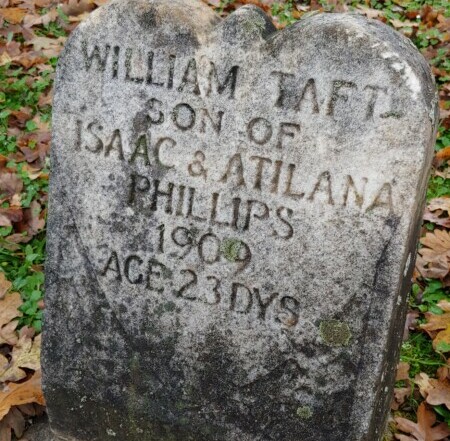 WILLIAM TAFT
SON OF
ISAAC & ATILANA
PHILLIPS
1909
AGE 23 DYS